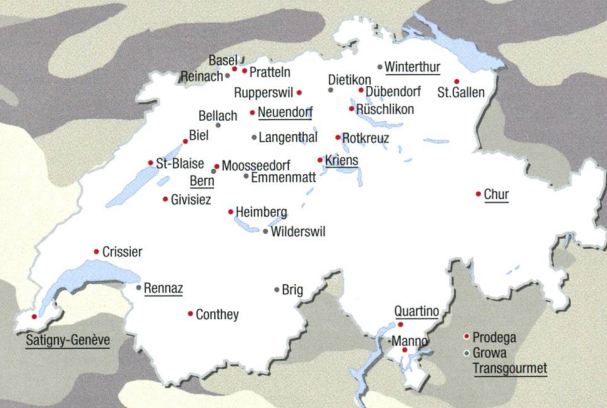 Basel
Winterthur
Reinach
Pratteln
Dietikon
Rupperswil
Dübendorf
St.Gallen
Bellach
Neuendorf
Rüschlikon
Biel
Langenthal
Rotkreuz
St-Blaise
Moosseedorf
Kriens
Bern
Emmenmatt
Chur
Givisiez
Heimberg
Wilderswil
Crissier
Rennaz
Brig
Conthey
Quartino
Satigny-Genève
Manno
Prodega
Growa
Transgourmet